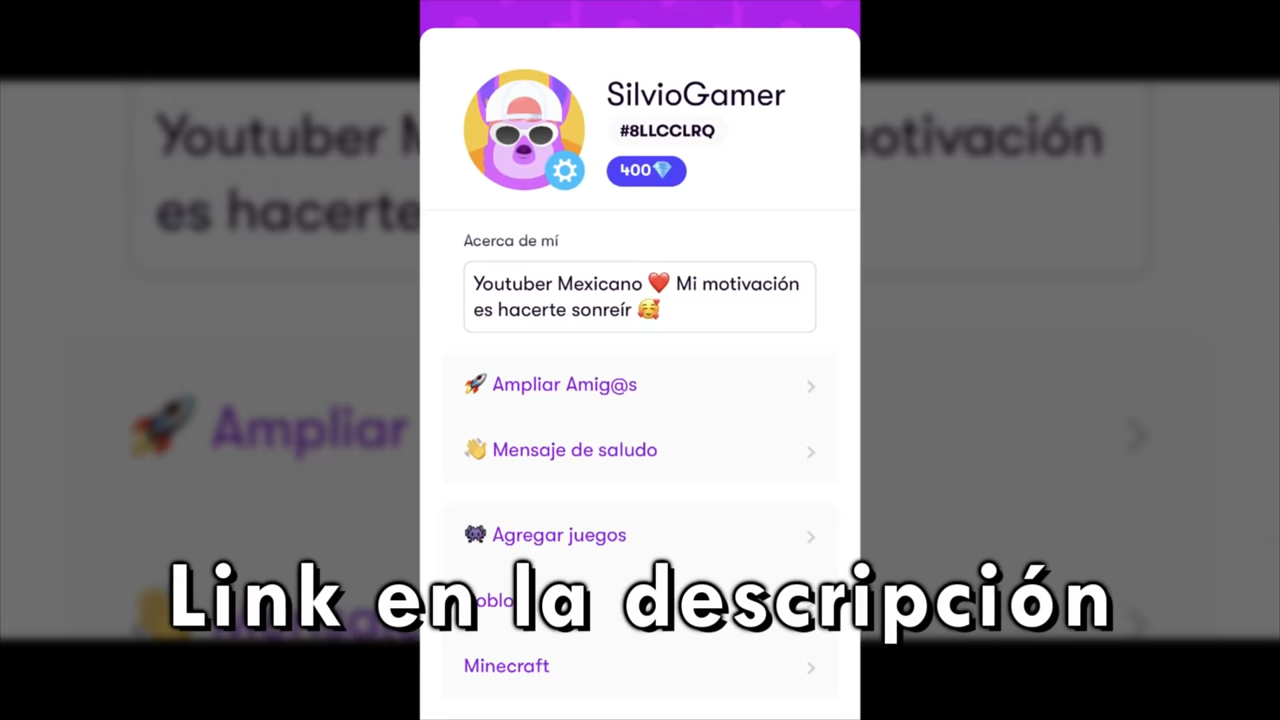 SilvioGamer
#8LLCCLRQ
400💎
Acerca de mí
Youtuber Mexicano ❤️ Mi motivación
es hacerte sonreír 🥰
🚀 Ampliar Amig@s
👋 Mensaje de saludo
👾 Agregar juegos
Link en la descripción
Minecraft